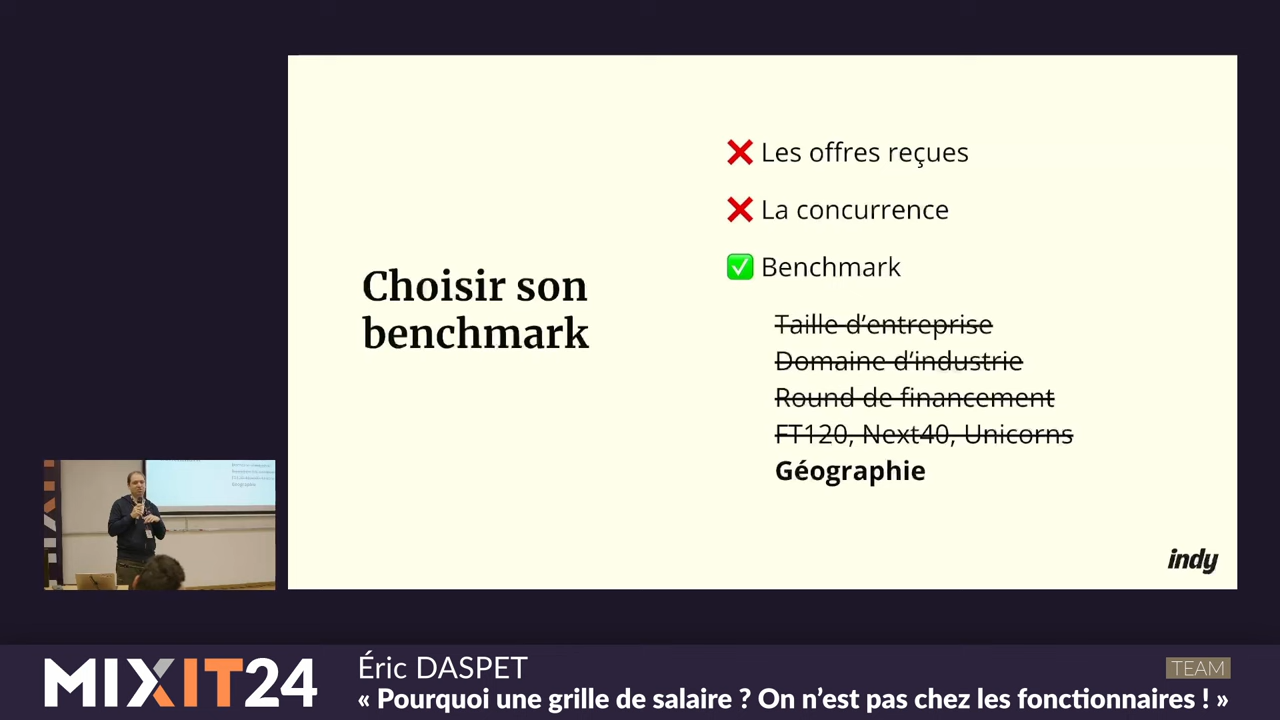 Choisir son
benchmark
❌ Les offres reçues
❌ La concurrence
✅ Benchmark
Taille d’entreprise
Domaine d’industrie
Round de financement
FT120, Next40, Unicorns
Géographie
indy
MIXIT24
Éric DASPET
TEAM
« Pourquoi une grille de salaire ? On n’est pas chez les fonctionnaires ! »